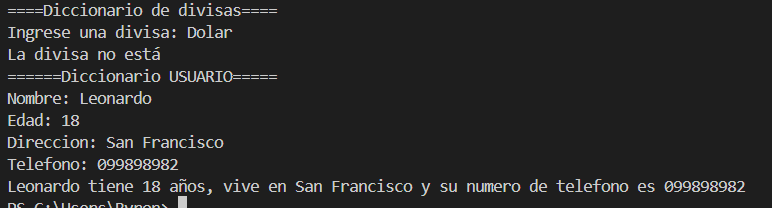 ====Diccionario de divisas====
Ingrese una divisa: Dolar
La divisa no está
======Diccionario USUARIO=====
Nombre: Leonardo
Edad: 18
Direccion: San Francisco
Telefono: 099898982
Leonardo tiene 18 años, vive en San Francisco y su numero de telefono es 099898982
PS C:\Users\Byron>